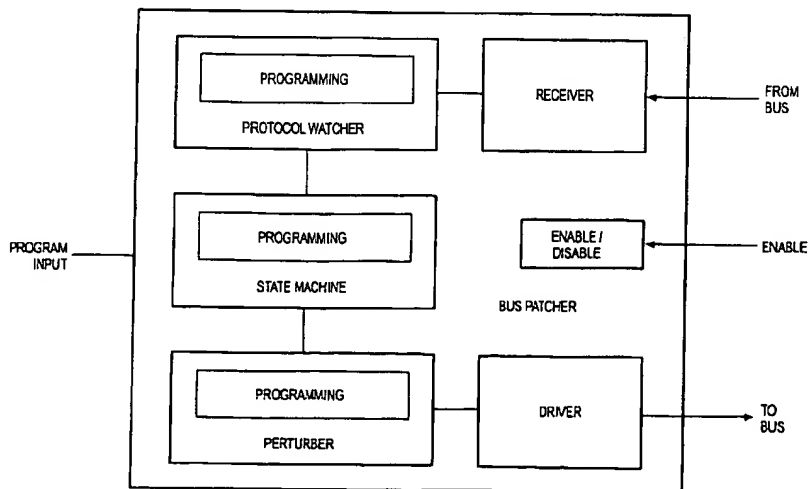 PROGRAMMING
PROTOCOL WATCHER
RECEIVER
FROM
BUS
PROGRAM
INPUT
PROGRAMMING
STATE MACHINE
ENABLE /
DISABLE
ENABLE
BUS PATCHER
PROGRAMMING
PERTURBER
DRIVER
TO
BUS